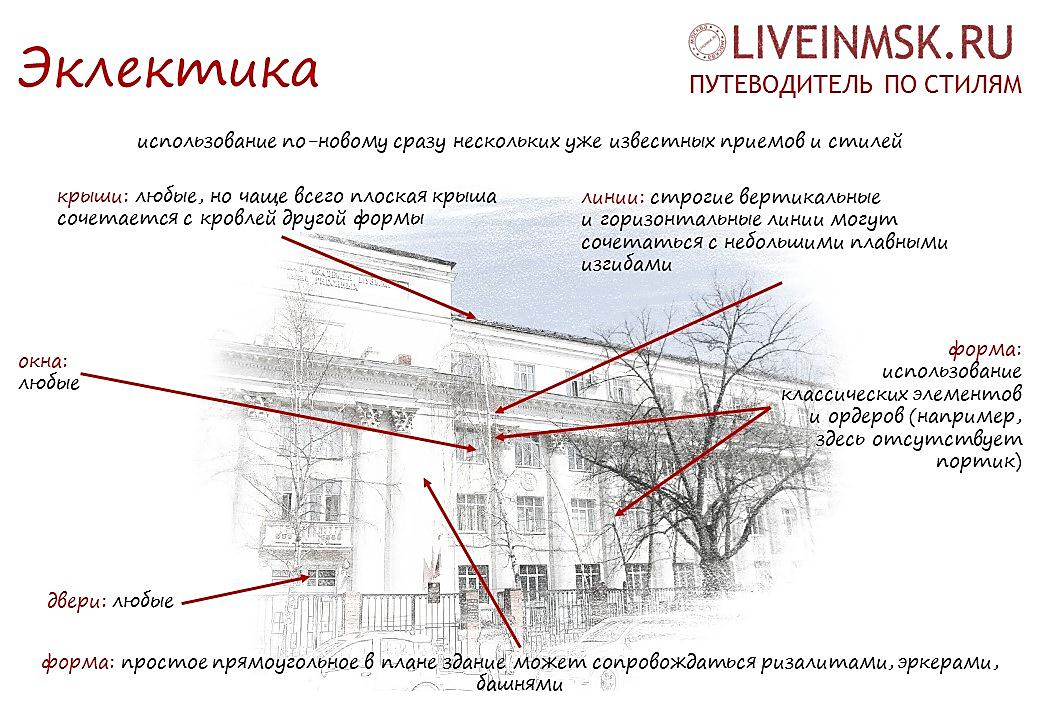 Эклектика
LIVEINMSK.RU
ПУТЕВОДИТЕЛЬ ПО СТИЛЯМ
использование по-новому сразу нескольких уже известных приемов и стилей
крыши: любые, но чаще всего плоская крыша
сочетается с кровлей другой формы
линии: строгие вертикальные
и горизонтальные линии могут
сочетаться с небольшими плавными
изгибами
окна:
любые
форма:
использование
классических элементов
и ордеров (например,
здесь отсутствует
портик)
двери: любые
форма: простое прямоугольное в плане здание может сопровождаться ризалитами, эркерами,
башнями